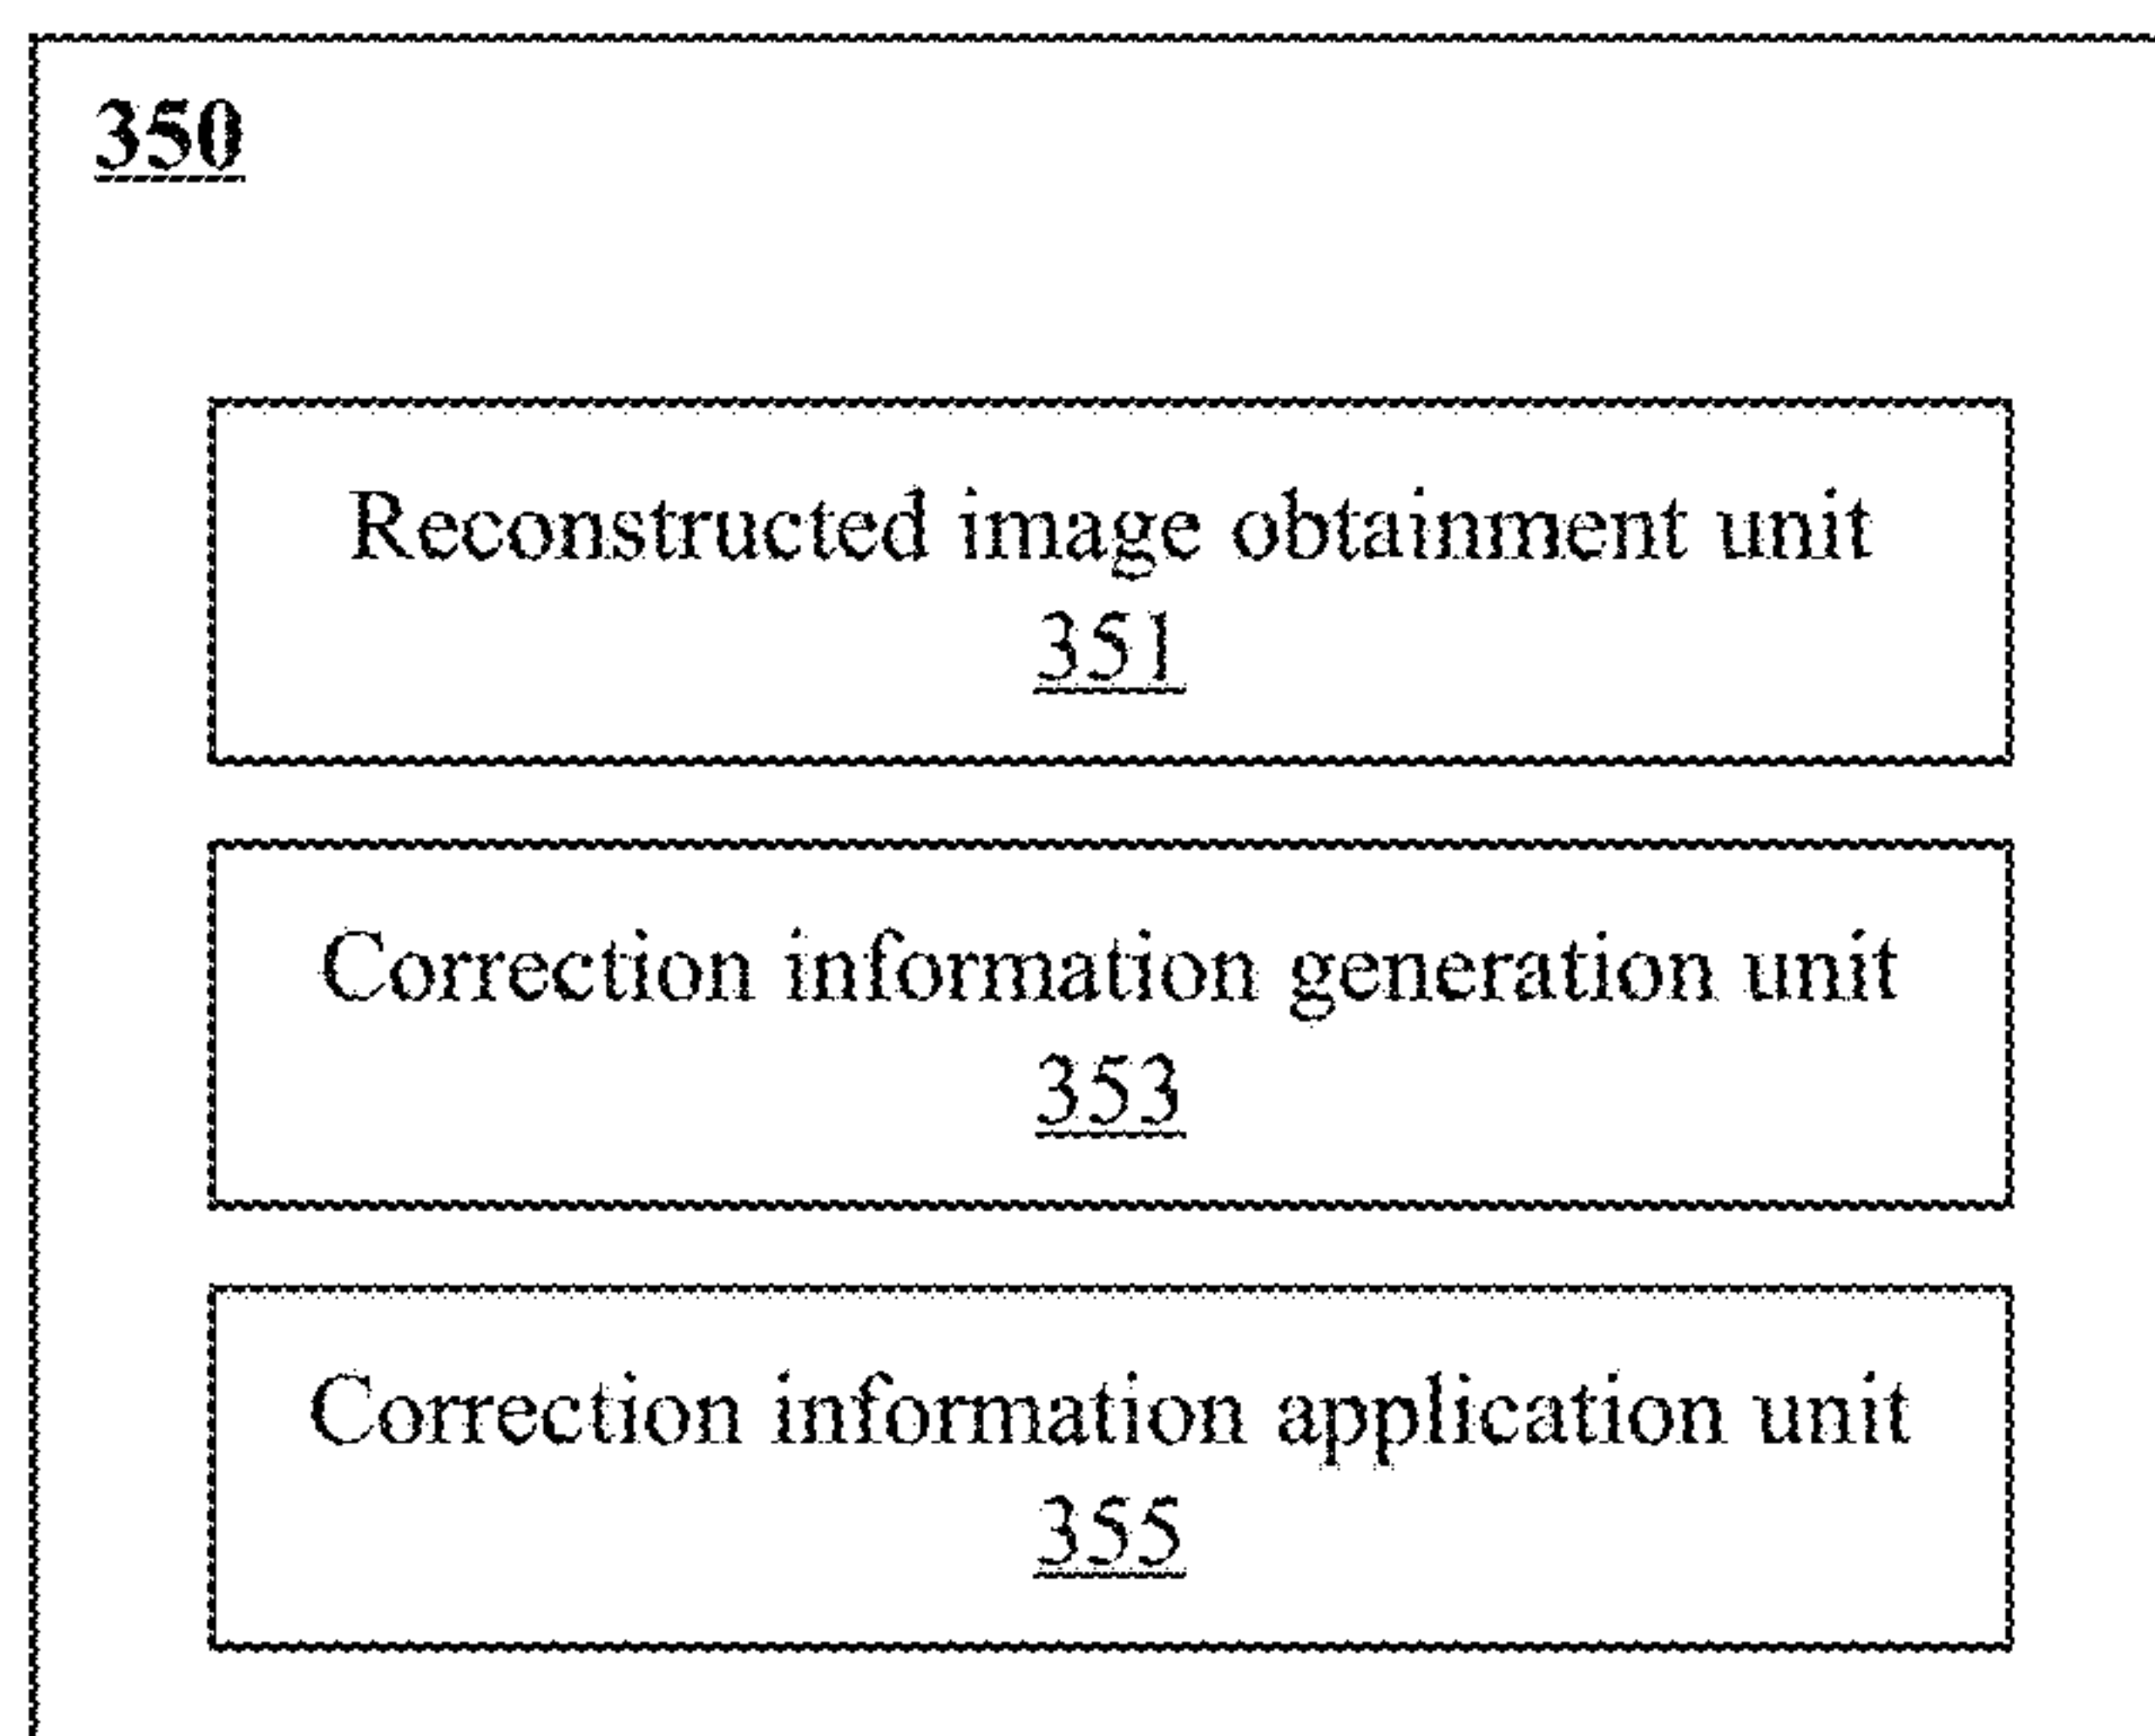 350
Reconstructed image obtainment unit
351
Correction information generation unit
353
Correction information application unit
355